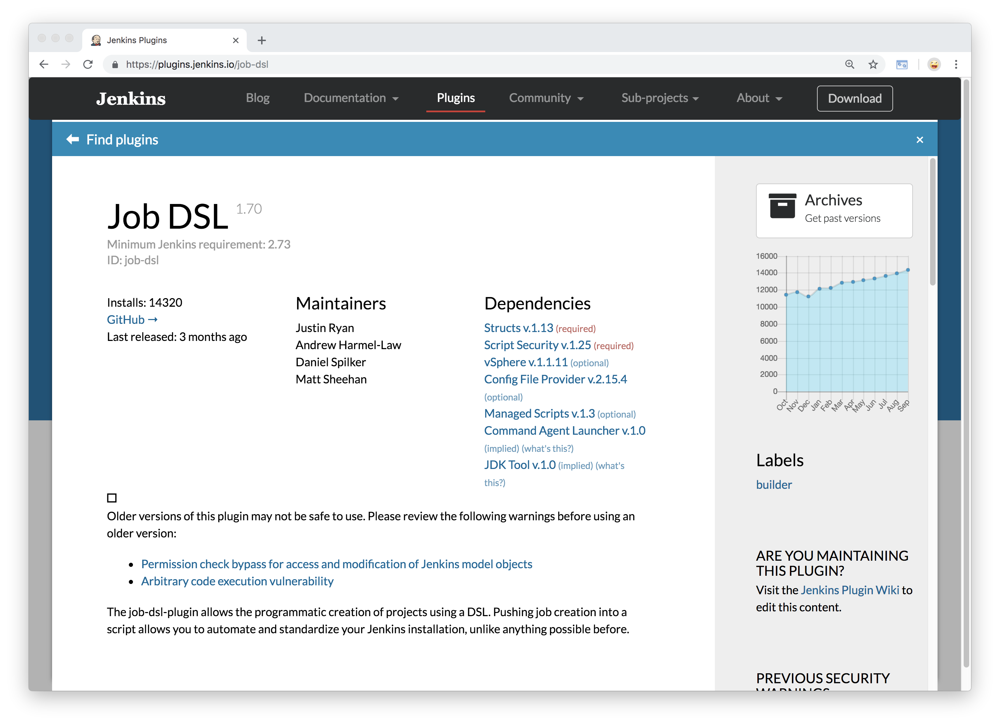 Jenkins Plugins
https://plugins.jenkins.io/job-dsl
Jenkins
Blog
Documentation
Plugins
Community
Sub-projects
About
Download
Find plugins
Job DSL 1.70
Minimum Jenkins requirement: 2.73
ID: job-dsl
Installs: 14320
GitHub →
Last released: 3 months ago
Maintainers
Justin Ryan
Andrew Harmel-Law
Daniel Spilker
Matt Sheehan
Dependencies
Structs v.1.13 (required)
Script Security v.1.25 (required)
vSphere v.1.1.11 (optional)
Config File Provider v.2.15.4
(optional)
Managed Scripts v.1.3 (optional)
Command Agent Launcher v.1.0
(implied) (what's this?)
JDK Tool v.1.0 (implied) (what's
this?)
Older versions of this plugin may not be safe to use. Please review the following warnings before using an
older version:
Permission check bypass for access and modification of Jenkins model objects
Arbitrary code execution vulnerability
The job-dsl-plugin allows the programmatic creation of projects using a DSL. Pushing job creation into a
script allows you to automate and standardize your Jenkins installation, unlike anything possible before.
Archives
Get past versions
16000
14000
12000
10000
8000
6000
4000
2000
0
Oct
Nov
Dec
Jan
Feb
Mar
Apr
May
Jun
Jul
Aug
Sep
Labels
builder
ARE YOU MAINTAINING
THIS PLUGIN?
Visit the Jenkins Plugin Wiki to
edit this content.
PREVIOUS SECURITY
WARNINGS